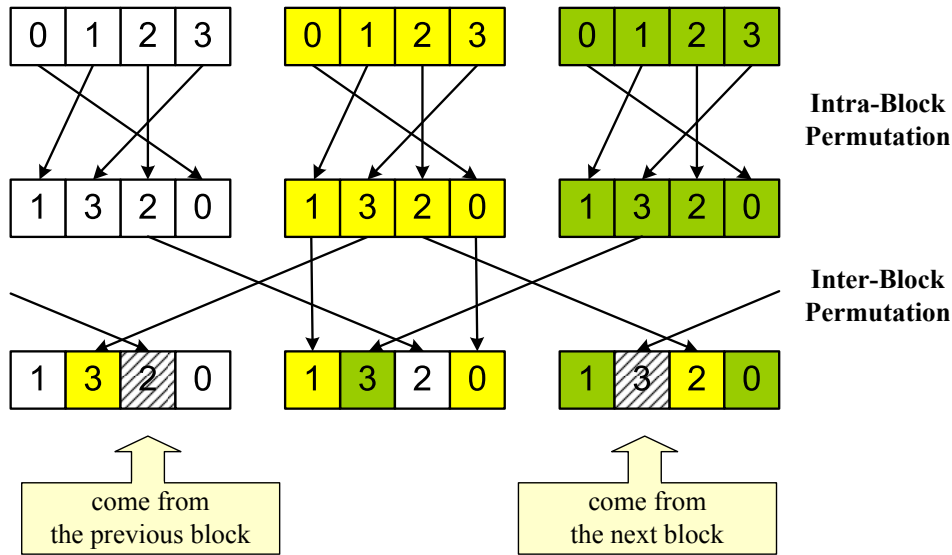 0 1 2 3 0 1 2 3 0 1 2 3
Intra-Block
Permutation
1 3 2 0 1 3 2 0 1 3 2 0
Inter-Block
Permutation
1 3 2 0 1 3 2 0 1 3 2 0
come from
the previous block
come from
the next block